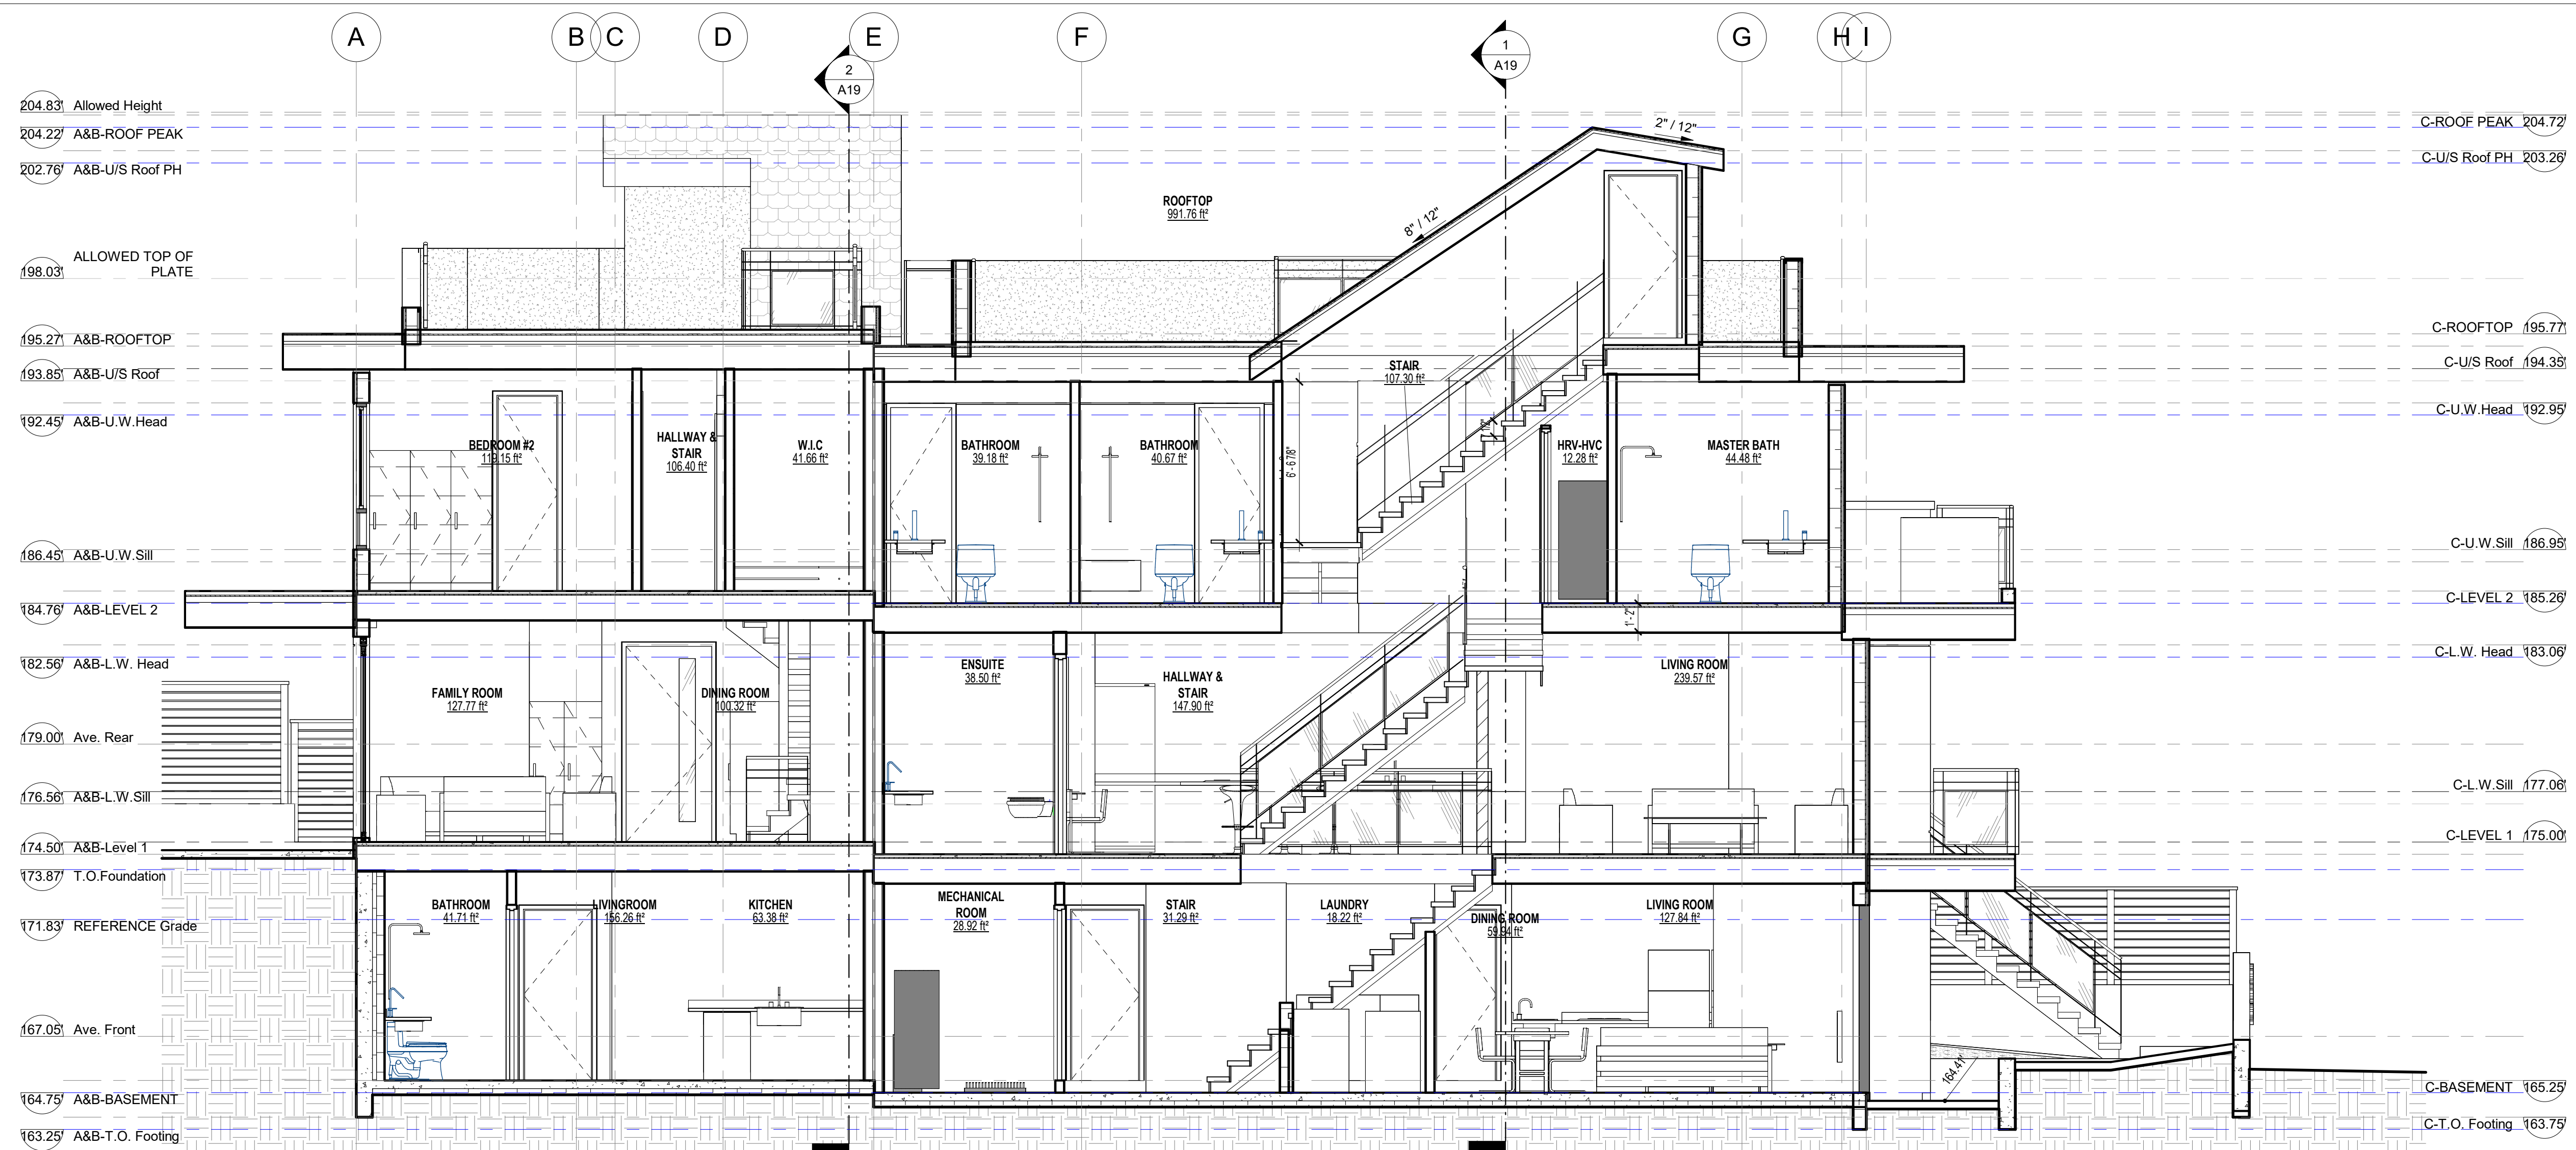 A
B
C
D
E
F
G
H
I
2
A19
1
A19
204.83' Allowed Height
204.22' A&B-ROOF PEAK
202.76' A&B-U/S Roof PH
ALLOWED TOP OF
198.03' PLATE
195.27' A&B-ROOFTOP
193.85' A&B-U/S Roof
192.45' A&B-U.W.Head
186.45' A&B-U.W.Sill
184.76' A&B-LEVEL 2
182.56' A&B-L.W. Head
179.00' Ave. Rear
176.56' A&B-L.W.Sill
174.50' A&B-Level 1
173.87' T.O.Foundation
171.83' REFERENCE Grade
167.05' Ave. Front
164.75' A&B-BASEMENT
163.25' A&B-T.O. Footing
2" / 12"
8" / 12"
ROOFTOP
991.76 ft²
STAIR
107.30 ft²
BEDROOM #2
119.15 ft²
HALLWAY &
STAIR
106.40 ft²
W.I.C
41.66 ft²
BATHROOM
39.18 ft²
BATHROOM
40.67 ft²
6' - 6 7/8"
HRV-HVC
12.28 ft²
MASTER BATH
44.48 ft²
1' - 2"
FAMILY ROOM
127.77 ft²
DINING ROOM
100.32 ft²
ENSUITE
38.50 ft²
HALLWAY &
STAIR
147.90 ft²
LIVING ROOM
239.57 ft²
BATHROOM
41.71 ft²
LIVINGROOM
156.26 ft²
KITCHEN
63.38 ft²
MECHANICAL
ROOM
28.92 ft²
STAIR
31.29 ft²
LAUNDRY
18.22 ft²
DINING ROOM
59.94 ft²
LIVING ROOM
127.84 ft²
164.41'
C-ROOF PEAK 204.72'
C-U/S Roof PH 203.26'
C-ROOFTOP 195.77'
C-U/S Roof 194.35'
C-U.W.Head 192.95'
C-U.W.Sill 186.95'
C-LEVEL 2 185.26'
C-L.W. Head 183.06'
C-L.W.Sill 177.06'
C-LEVEL 1 175.00'
C-BASEMENT 165.25'
C-T.O. Footing 163.75'